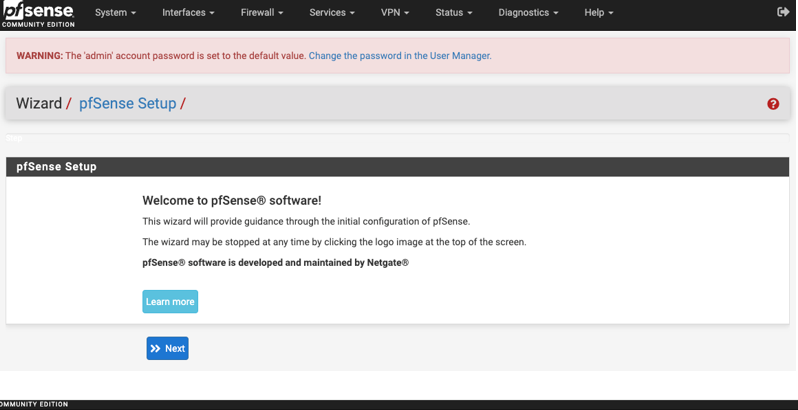 pfsense
COMMUNITY EDITION
System Interfaces Firewall Services VPN Status Diagnostics Help
WARNING: The 'admin' account password is set to the default value. Change the password in the User Manager.
Wizard / pfSense Setup /
pfSense Setup
Welcome to pfSense® software!
This wizard will provide guidance through the initial configuration of pfSense.
The wizard may be stopped at any time by clicking the logo image at the top of the screen.
pfSense® software is developed and maintained by Netgate®
Learn more
Next
OMMUNITY EDITION